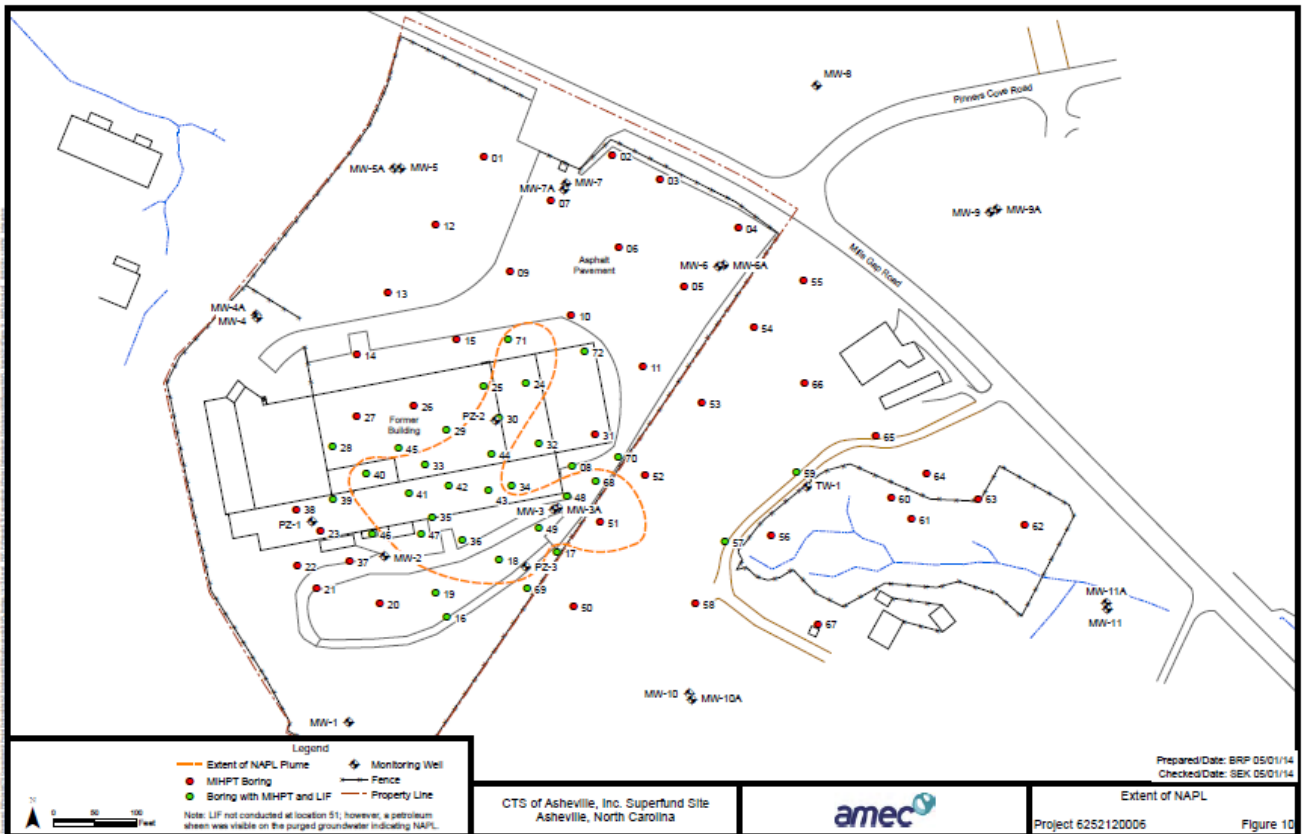 MW-8
Pinners Cove Road
MW-5A
MW-5
01
02
MW-7
MW-7A
03
07
MW-9
MW-9A
12
04
06
Asphalt
Pavement
MW-6
MW-6A
09
05
55
Mills Gap Road
13
MW-4A
MW-4
10
54
15
71
14
72
11
66
25
24
53
26
27
PZ-2
30
Former
Building
29
31
65
28
45
44
32
70
33
08
52
59
64
40
34
68
TW-1
41
42
43
39
48
60
63
38
MW-3
MW-3A
61
62
PZ-1
35
51
23
46
47
49
56
36
57
17
MW-2
18
37
22
PZ-3
21
19
69
20
50
58
MW-11A
MW-11
16
67
MW-10
MW-10A
MW-1
Legend
Extent of NAPL Plume
Monitoring Well
MIHPT Boring
Fence
Boring with MIHPT and LIF
Property Line
N
0 50 100
Feet
Note: LIF not conducted at location 51; however, a petroleum
sheen was visible on the purged groundwater indicating NAPL.
CTS of Asheville, Inc. Superfund Site
Asheville, North Carolina
amec
Prepared/Date: BRP 05/01/14
Checked/Date: SEK 05/01/14
Extent of NAPL
Project 6252120006
Figure 10